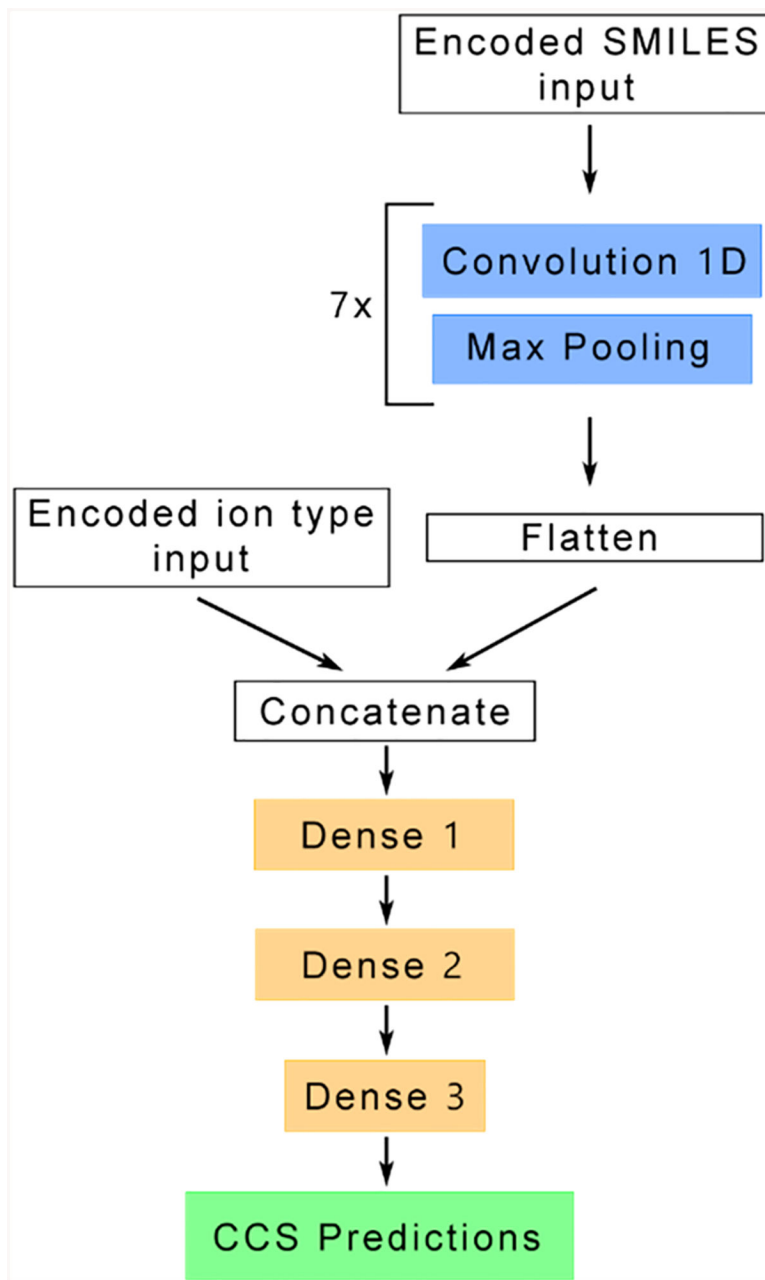 Encoded SMILES
input
Convolution 1D
7x
Max Pooling
Encoded ion type
input
Flatten
Concatenate
Dense 1
Dense 2
Dense 3
CCS Predictions